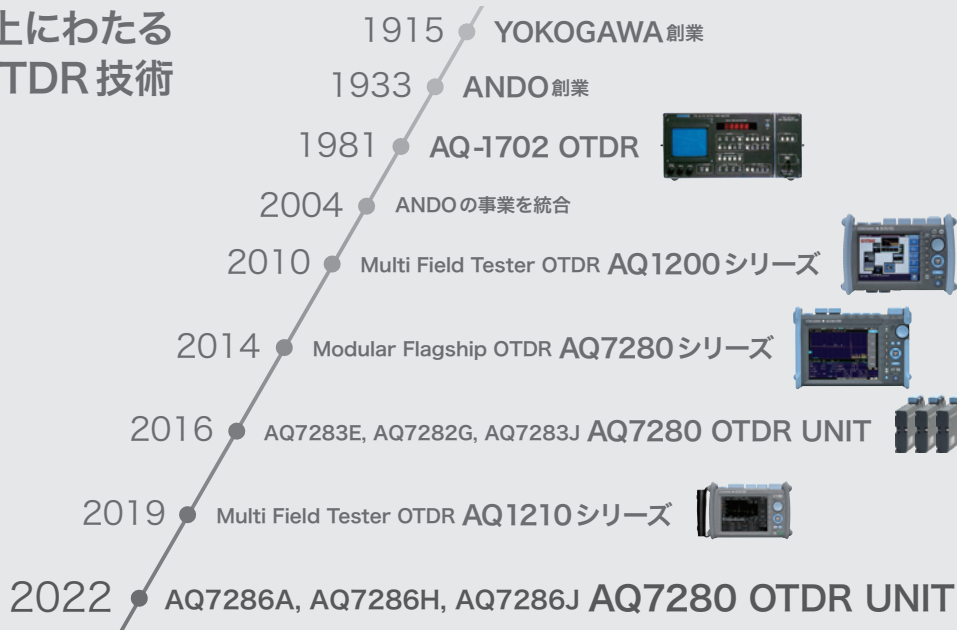 上にわたる
TDR技術
1915 YOKOGAWA創業
1933 ANDO創業
1981 AQ-1702 OTDR
2004 ANDOの事業を統合
2010 Multi Field Tester OTDR AQ1200シリーズ
2014 Modular Flagship OTDR AQ7280シリーズ
2016 AQ7283E, AQ7282G, AQ7283J AQ7280 OTDR UNIT
2019 Multi Field Tester OTDR AQ1210シリーズ
2022 AQ7286A, AQ7286H, AQ7286J AQ7280 OTDR UNIT